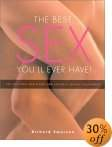 THE BEST
SEX
YOU'LL EVER HAVE!
Richard Emerson
30%
off!